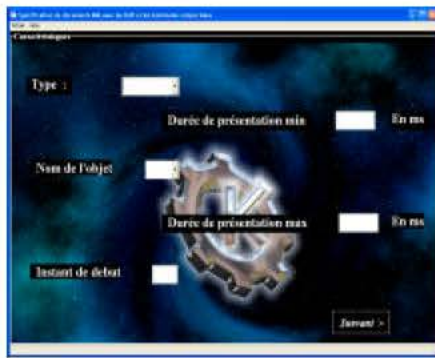 Caractéristiques
Type :
Durée de présentation min
En ms
Nom de l'objet
Durée de présentation max
En ms
Instant de debut
Suivant >